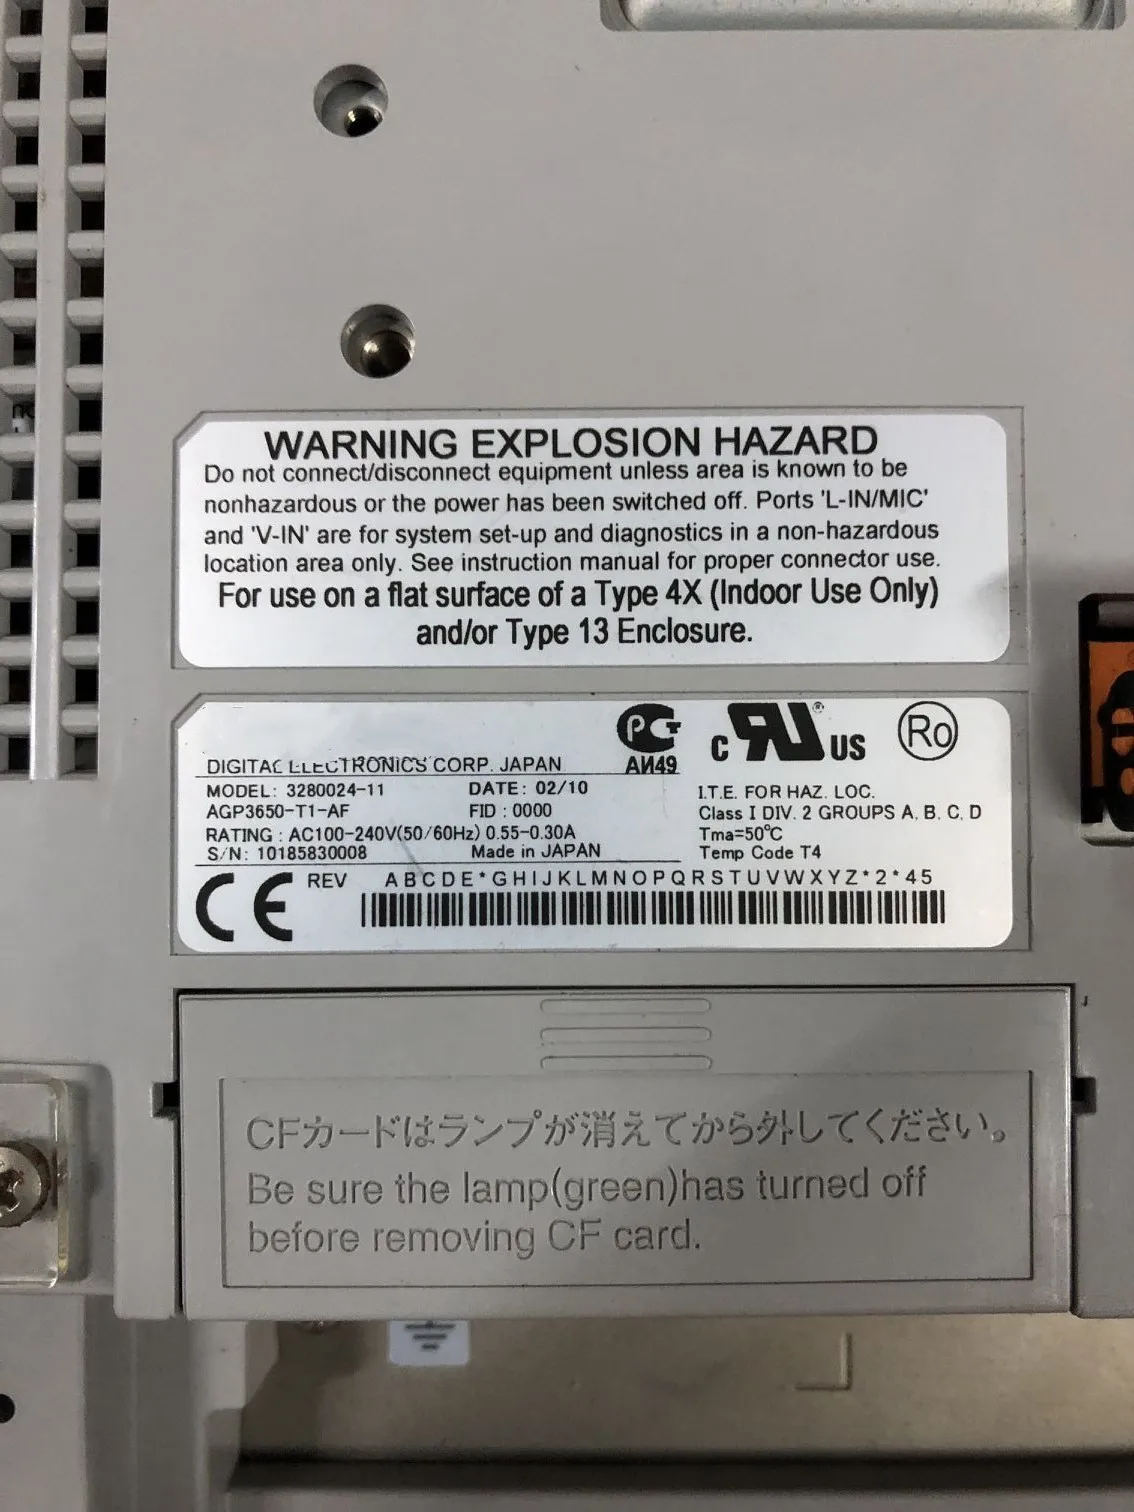 WARNING EXPLOSION HAZARD
Do not connect/disconnect equipment unless area is known to be
nonhazardous or the power has been switched off. Ports 'L-IN/MIC'
and 'V-IN' are for system set-up and diagnostics in a non-hazardous
location area only. See instruction manual for proper connector use.
For use on a flat surface of a Type 4X (Indoor Use Only)
and/or Type 13 Enclosure.
DIGITAL ELECTRONICS CORP. JAPAN
MODEL: 3280024-11 DATE: 02/10
AGP3650-T1-AF FID : 0000
RATING : AC100-240V(50/60Hz) 0.55-0.30A
S/N: 10185830008 Made in JAPAN
РСТ
АИ49
C RU ® US
Ro
I.T.E. FOR HAZ. LOC.
Class I DIV. 2 GROUPS A, B, C, D
Tma=50°C
Temp Code T4
CE REV ABCDE*GHIJKLMNOPQRSTUVWXYZ*2*45
CFカードはランプが消えてから外してください。
Be sure the lamp(green)has turned off
before removing CF card.